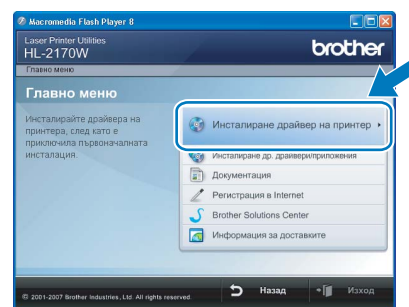 Macromedia Flash Player 8
Laser Printer Utilities
HL-2170W
brother
Главно меню
Главно меню
Инсталирайте драйвера на
принтера, след като е
приключила първоначалната
инсталация.
Инсталиране драйвер на принтер
Инсталиране др. драйвери/приложения
Документация
Регистрация в Internet
Brother Solutions Center
Информация за доставките
© 2001-2007 Brother Industries, Ltd. All rights reserved.
Назад
Изход